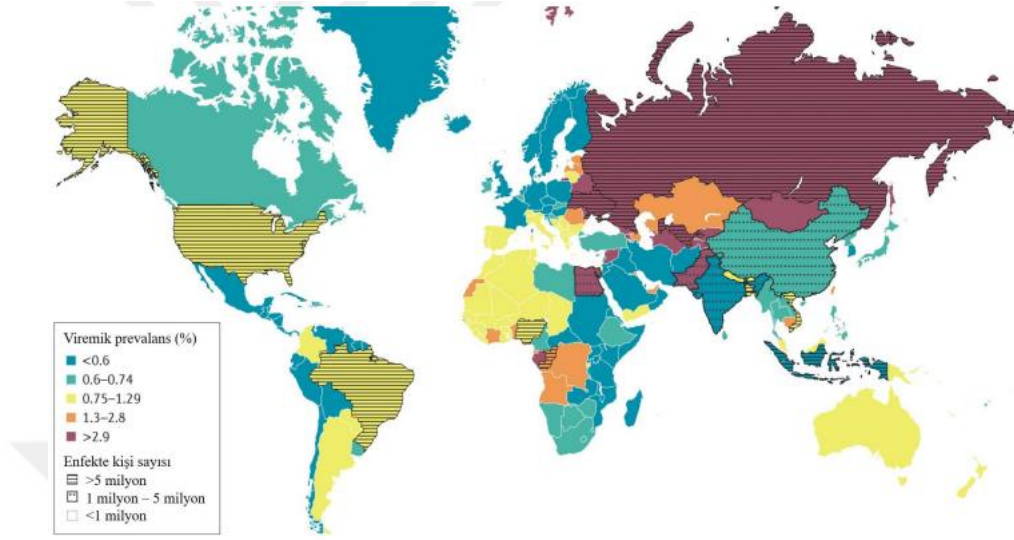 Viremik prevalans (%)
<0.6
0.6–0.74
0.75–1.29
1.3–2.8
>2.9
Enfekte kişi sayısı
>5 milyon
1 milyon – 5 milyon
<1 milyon